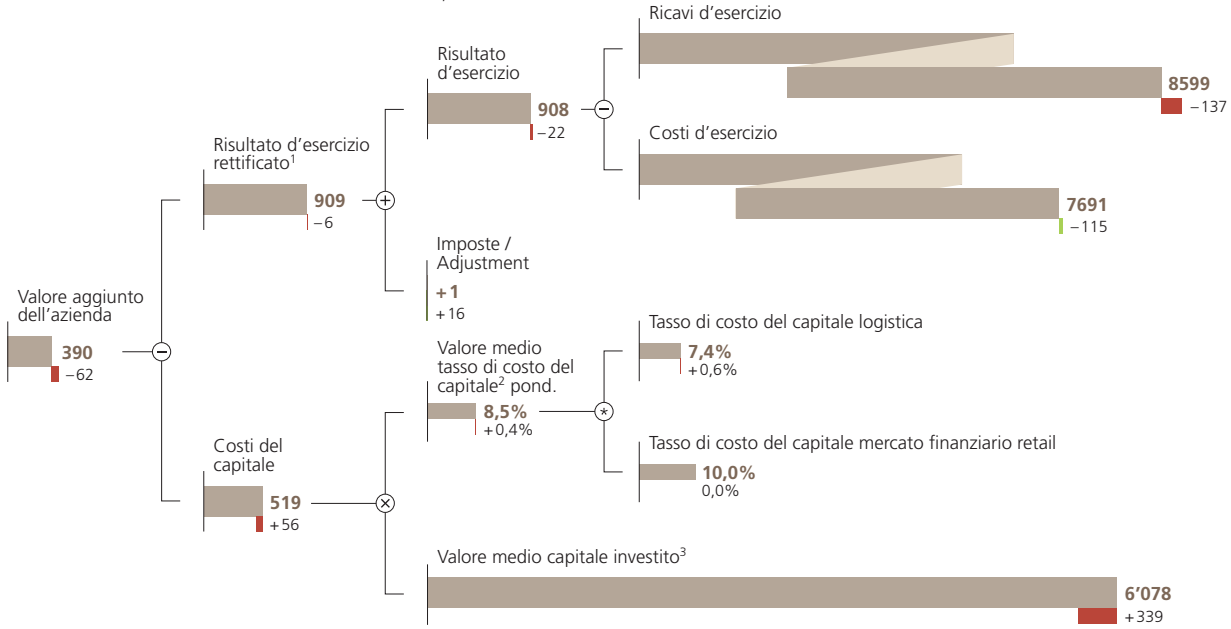 Ricavi d'esercizio
8599
–137
Risultato
d'esercizio
908
–22
−
Costi d'esercizio
7691
–115
Risultato d'esercizio
rettificato¹
909
–6
+
Imposte /
Adjustment
+1
+16
Valore aggiunto
dell'azienda
390
–62
−
Valore medio
tasso di costo del
capitale² pond.
8,5%
+0,4%
*
Tasso di costo del capitale logistica
7,4%
+0,6%
Tasso di costo del capitale mercato finanziario retail
10,0%
0,0%
Costi del
capitale
519
+56
×
Valore medio capitale investito³
6'078
+339